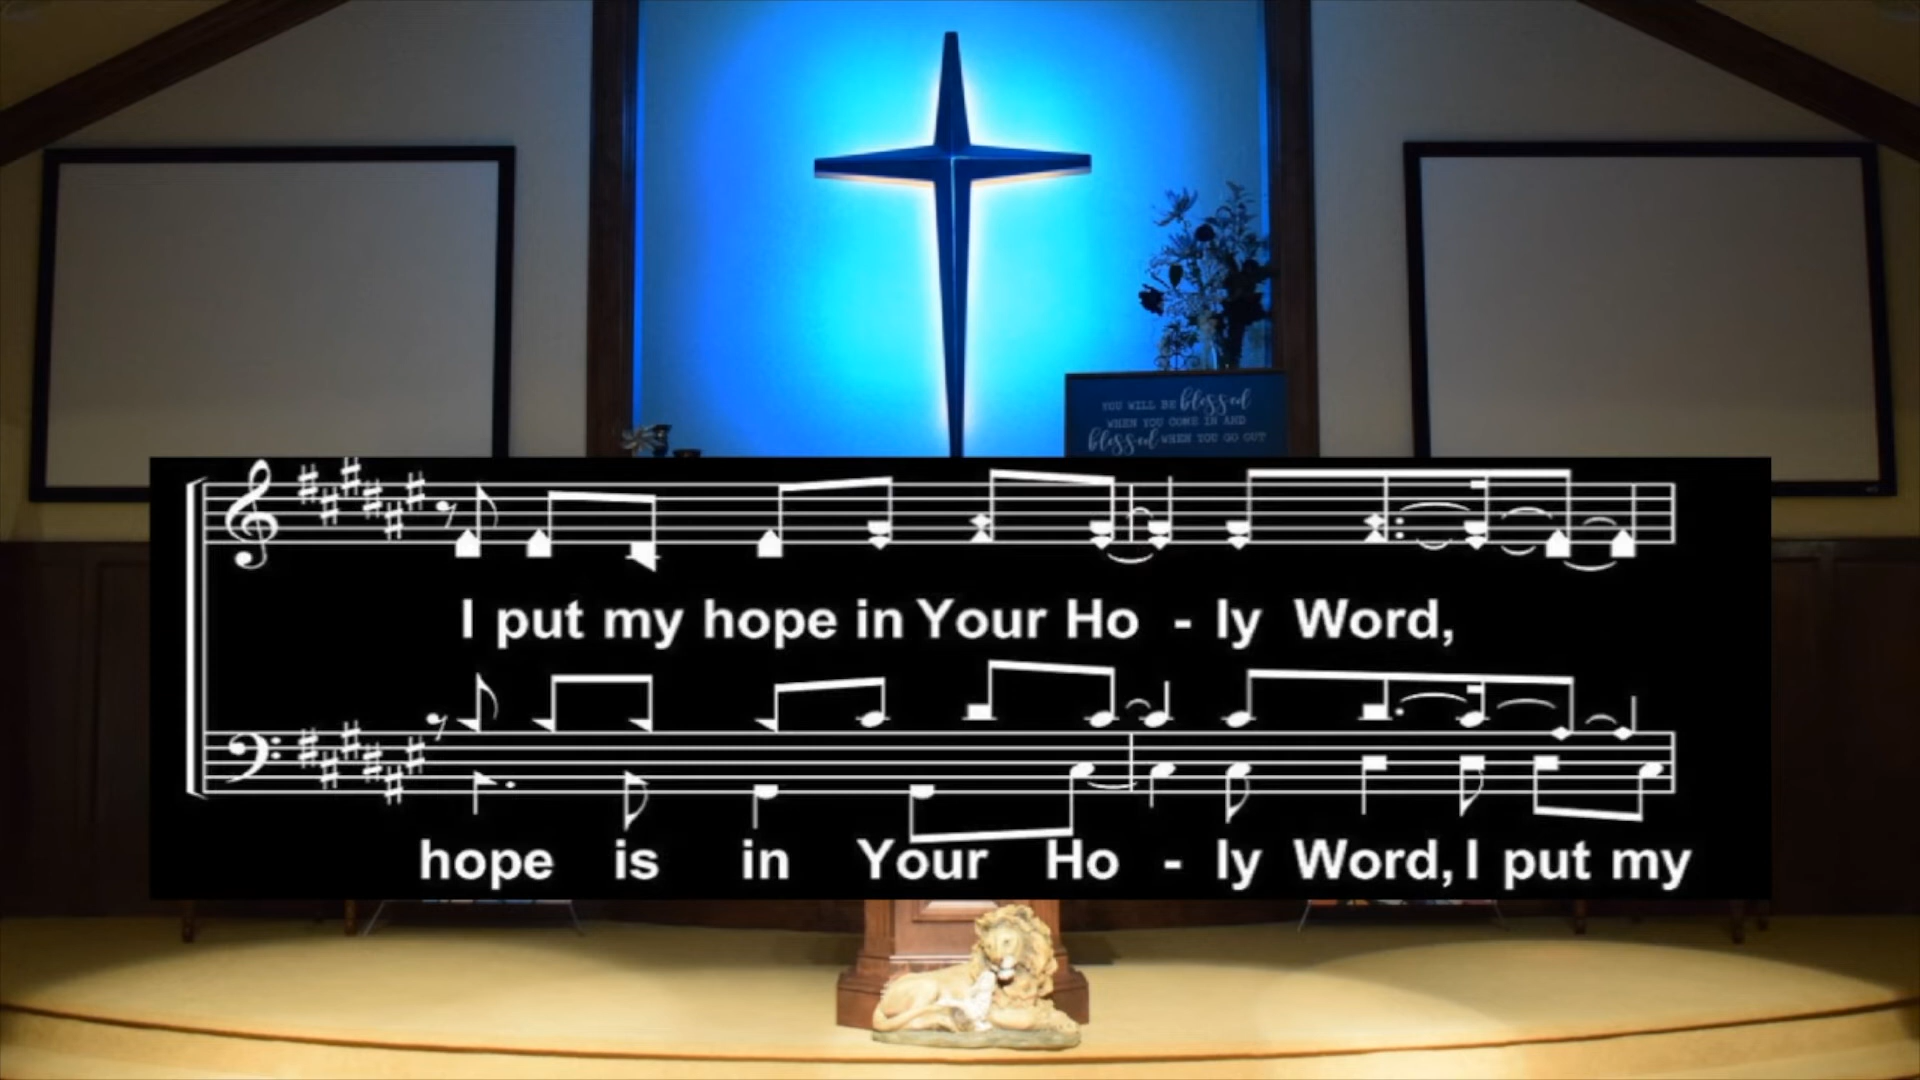 YOU WILL BE blessed
WHEN YOU COME IN AND
blessed WHEN YOU GO OUT
I put my hope in Your Ho - ly Word,
hope is in Your Ho - ly Word, I put my